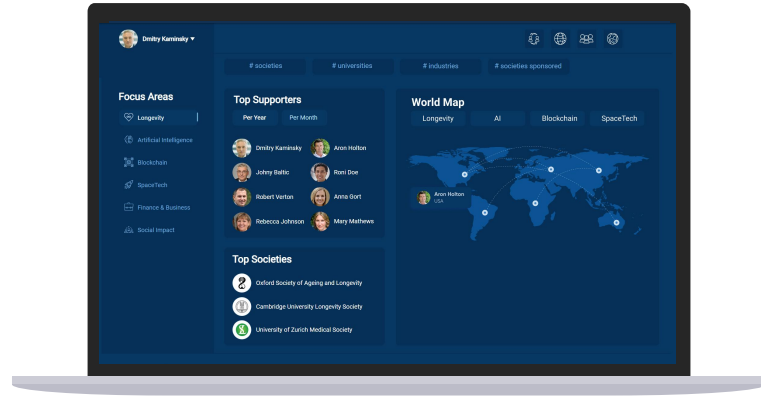 Dmitry Kaminsky ▾
# societies
# universities
# industries
# societies sponsored
Focus Areas
Longevity
Artificial Intelligence
Blockchain
SpaceTech
Finance & Business
Social Impact
Top Supporters
Per Year
Per Month
Dmitry Kaminsky
Aron Holton
Johny Baltic
Roni Doe
Robert Verton
Anna Gort
Rebecca Johnson
Mary Mathews
Top Societies
Oxford Society of Ageing and Longevity
Cambridge University Longevity Society
University of Zurich Medical Society
World Map
Longevity
AI
Blockchain
SpaceTech
Aron Holton
USA